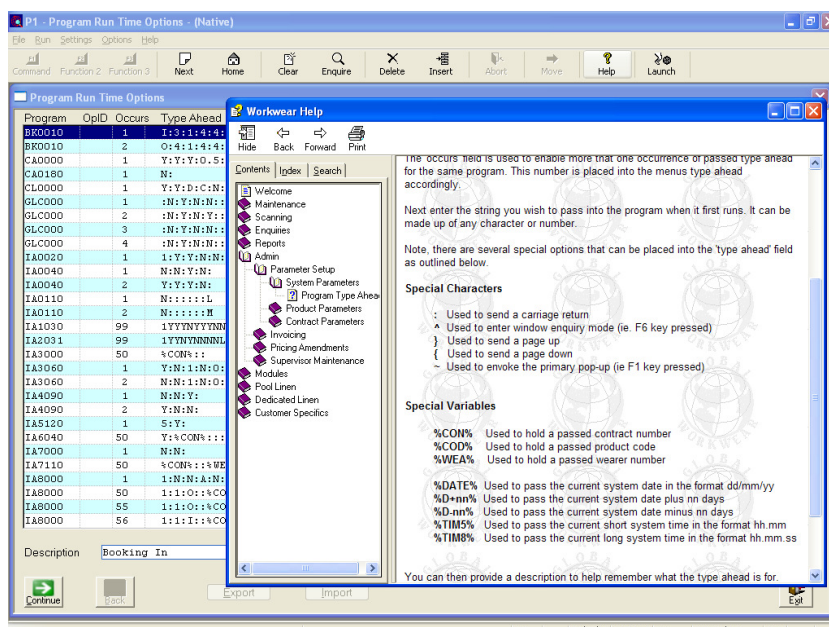 P1 - Program Run Time Options - (Native)
File Run Settings Options Help
Command Function 2 Function 3 Next Home Clear Enquire Delete Insert Abort Move Help Launch
Program Run Time Options
Program OpID Occurs Type Ahead
BK0010 1 I:3:1:4:4:
BK0010 2 O:4:1:4:4:
CA0000 1 Y:Y:Y:0.5:
CA0180 1 N:
CL0000 1 Y:Y:D:C:N:
GLC000 1 :N:Y:N:N::
GLC000 2 :N:Y:N:Y::
GLC000 3 :N:Y:N:N::
GLC000 4 :N:Y:N:N::
IA0020 1 1:Y:Y:N:N:
IA0040 1 N:N:Y:N:
IA0040 2 Y:Y:Y:N:
IA0110 1 N::::::L
IA0110 2 N::::::M
IA1030 99 1YYYNYYYNN
IA2031 99 1YYNYNNNNL
IA3000 50 %CON%::
IA3060 1 Y:N:1:N:O:
IA3060 2 N:N:1:N:O:
IA4090 1 N:N:Y:
IA4090 2 Y:N:N:
IA5120 1 5:Y:
IA6040 50 Y:%CON%:::
IA7000 1 N:N:
IA7110 50 %CON%::%WE
IA8000 1 1:N:N:A:N:
IA8000 50 1:1:O::%CO
IA8000 55 1:1:O::%CO
IA8000 56 1:1:I::%CO
Description Booking In
Continue Back Export Import Exit
Workwear Help
Hide Back Forward Print
Contents Index Search
Welcome
Maintenance
Scanning
Enquiries
Reports
Admin
Parameter Setup
System Parameters
Program Type Ahea
Product Parameters
Contract Parameters
Invoicing
Pricing Amendments
Supervisor Maintenance
Modules
Pool Linen
Dedicated Linen
Customer Specifics
The 'occurs' field is used to enable more that one occurrence of passed type ahead
for the same program. This number is placed into the menus type ahead
accordingly.
Next enter the string you wish to pass into the program when it first runs. It can be
made up of any character or number.
Note, there are several special options that can be placed into the 'type ahead' field
as outlined below.
Special Characters
: Used to send a carriage return
^ Used to enter window enquiry mode (ie. F6 key pressed)
} Used to send a page up
{ Used to send a page down
~ Used to envoke the primary pop-up (ie F1 key pressed)
Special Variables
%CON% Used to hold a passed contract number
%COD% Used to hold a passed product code
%WEA% Used to hold a passed wearer number
%DATE% Used to pass the current system date in the format dd/mm/yy
%D+nn% Used to pass the current system date plus nn days
%D-nn% Used to pass the current system date minus nn days
%TIM5% Used to pass the current short system time in the format hh.mm
%TIM8% Used to pass the current long system time in the format hh.mm.ss
You can then provide a description to help remember what the type ahead is for.